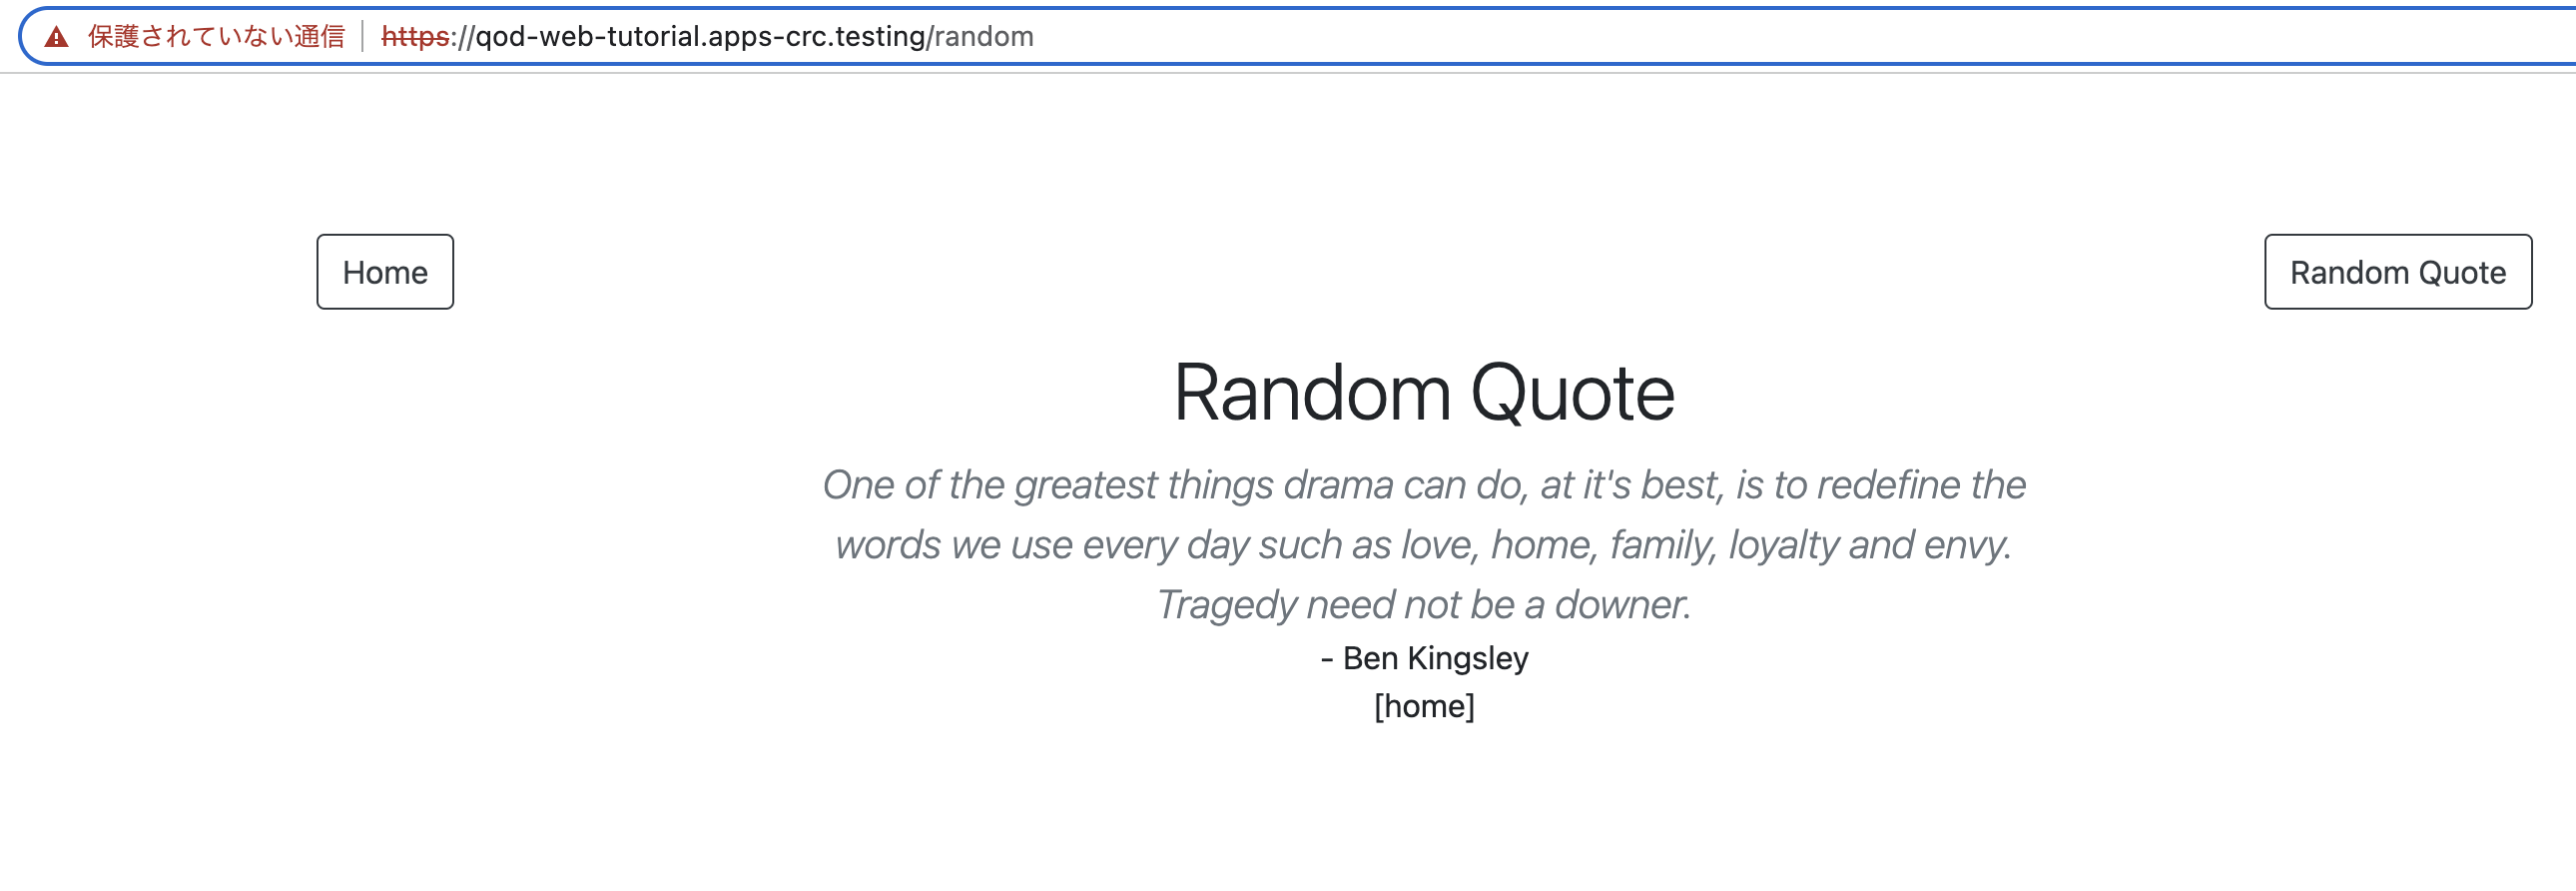 保護されていない通信 https://qod-web-tutorial.apps-crc.testing/random
Home
Random Quote
Random Quote
One of the greatest things drama can do, at it's best, is to redefine the
words we use every day such as love, home, family, loyalty and envy.
Tragedy need not be a downer.
- Ben Kingsley
[home]